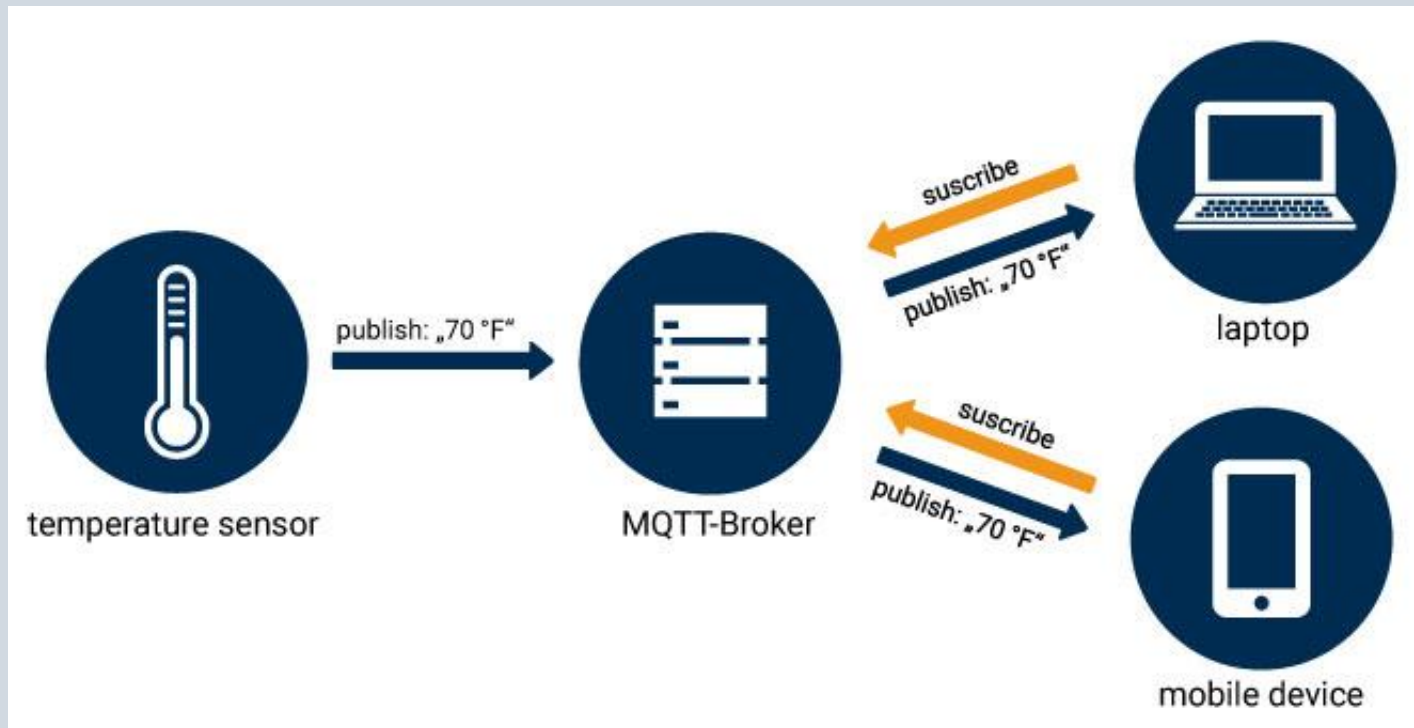 suscribe
publish: „70 °F“
laptop
publish: „70 °F“
suscribe
publish: „70 °F“
temperature sensor
MQTT-Broker
mobile device